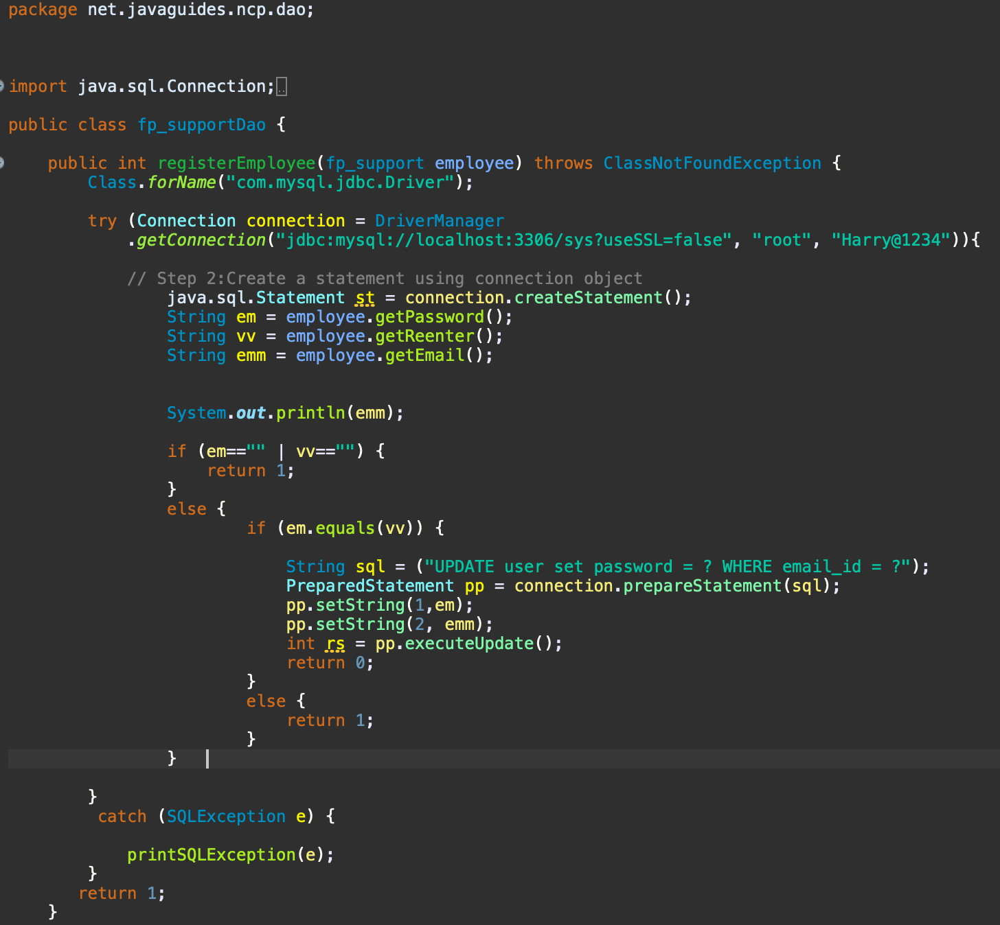 package net.javaguides.ncp.dao;
import java.sql.Connection;
public class fp_supportDao {
public int registerEmployee(fp_support employee) throws ClassNotFoundException {
Class.forName("com.mysql.jdbc.Driver");
try (Connection connection = DriverManager
.getConnection("jdbc:mysql://localhost:3306/sys?useSSL=false", "root", "Harry@1234")){
// Step 2:Create a statement using connection object
java.sql.Statement st = connection.createStatement();
String em = employee.getPassword();
String vv = employee.getReenter();
String emm = employee.getEmail();
System.out.println(emm);
if (em=="" | vv=="") {
return 1;
}
else {
if (em.equals(vv)) {
String sql = ("UPDATE user set password = ? WHERE email_id = ?");
PreparedStatement pp = connection.prepareStatement(sql);
pp.setString(1,em);
pp.setString(2, emm);
int rs = pp.executeUpdate();
return 0;
}
else {
return 1;
}
}
}
catch (SQLException e) {
printSQLException(e);
}
return 1;
}